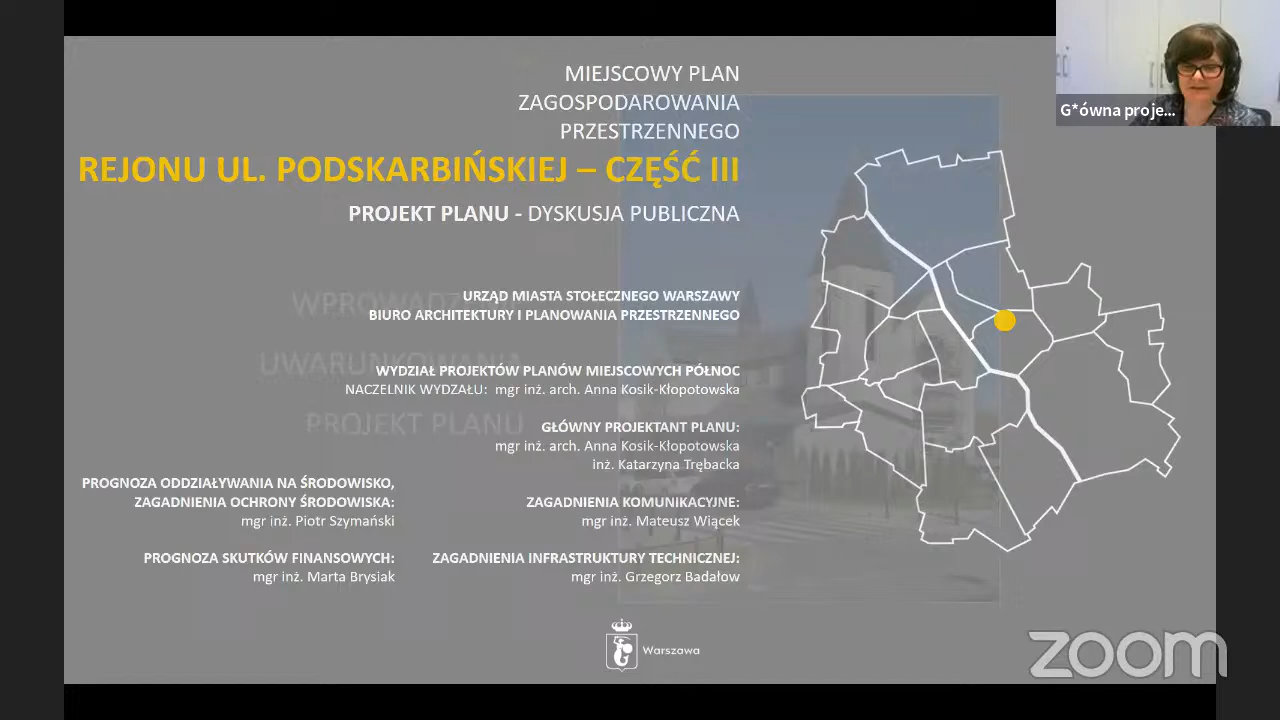 MIEJSCOWY PLAN
ZAGOSPODAROWANIA
PRZESTRZENNEGO
REJONU UL. PODSKARBIŃSKIEJ – CZĘŚĆ III
PROJEKT PLANU - DYSKUSJA PUBLICZNA
WPROWADZENIE
URZĄD MIASTA STOŁECZNEGO WARSZAWY
BIURO ARCHITEKTURY I PLANOWANIA PRZESTRZENNEGO
UWARUNKOWANIA
WYDZIAŁ PROJEKTÓW PLANÓW MIEJSCOWYCH PÓŁNOC
NACZELNIK WYDZIAŁU: mgr inż. arch. Anna Kosik-Kłopotowska
PROJEKT PLANU
GŁÓWNY PROJEKTANT PLANU:
mgr inż. arch. Anna Kosik-Kłopotowska
inż. Katarzyna Trębacka
PROGNOZA ODDZIAŁYWANIA NA ŚRODOWISKO,
ZAGADNIENIA OCHRONY ŚRODOWISKA:
mgr inż. Piotr Szymański
ZAGADNIENIA KOMUNIKACYJNE:
mgr inż. Mateusz Wiącek
PROGNOZA SKUTKÓW FINANSOWYCH:
mgr inż. Marta Brysiak
ZAGADNIENIA INFRASTRUKTURY TECHNICZNEJ:
mgr inż. Grzegorz Badałow
Warszawa
G*ówna proje...
zoom